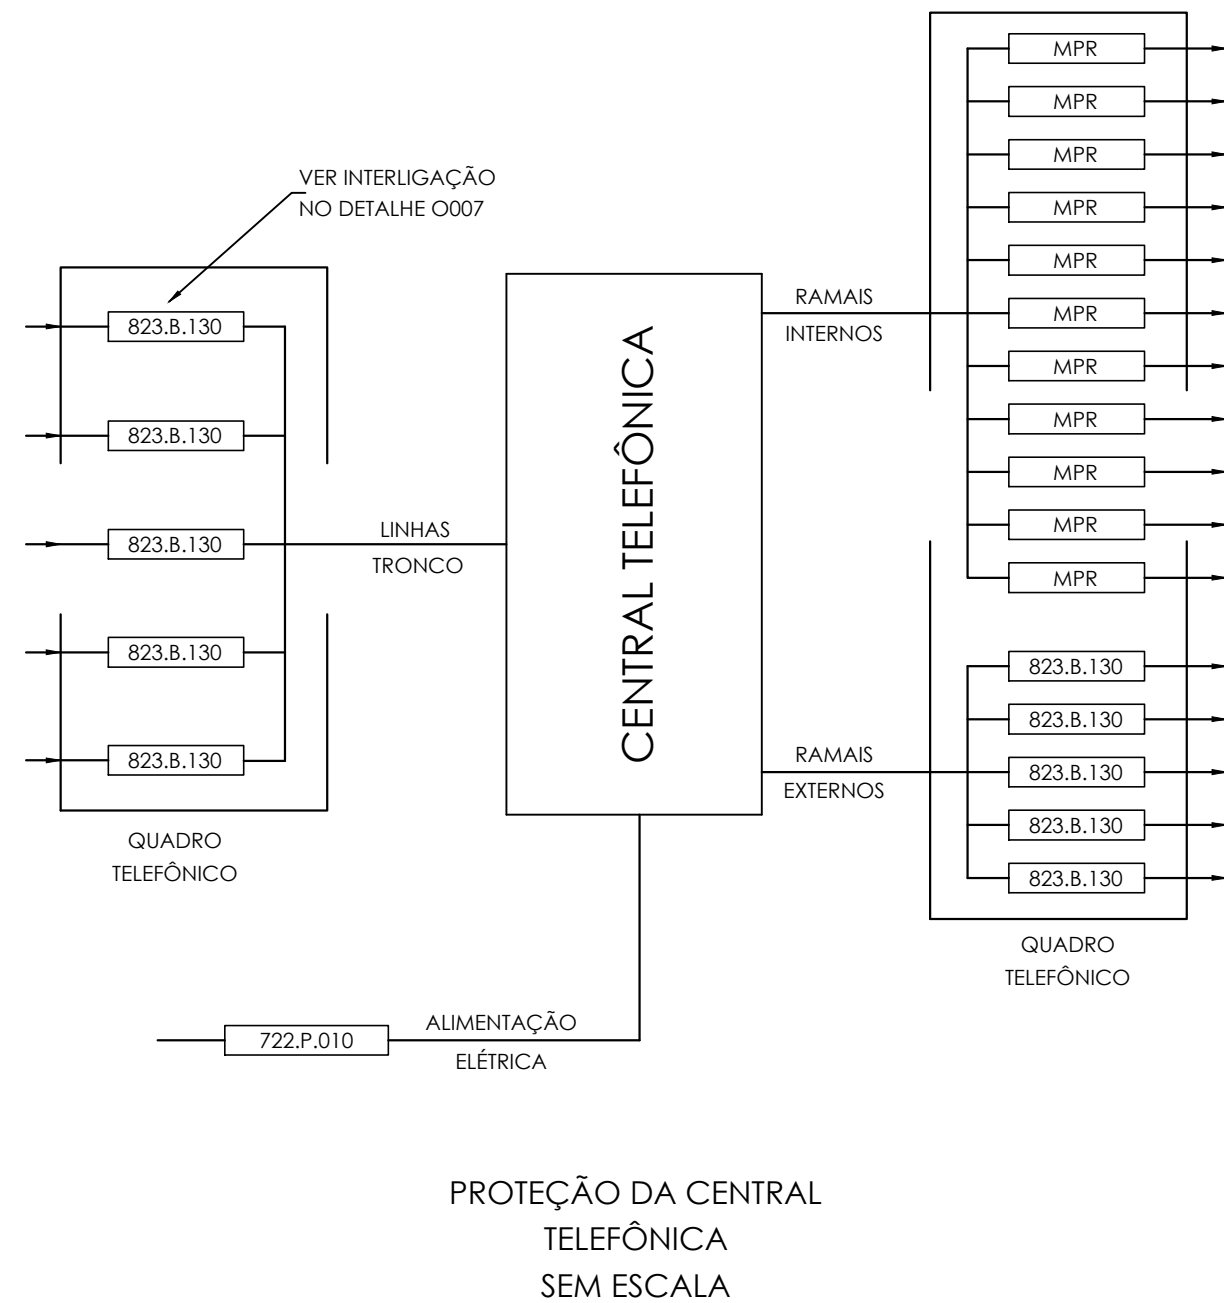 VER INTERLIGAÇÃO
NO DETALHE O007
823.B.130
823.B.130
823.B.130
823.B.130
823.B.130
QUADRO
TELEFÔNICO
LINHAS
TRONCO
CENTRAL TELEFÔNICA
RAMAIS
INTERNOS
MPR
MPR
MPR
MPR
MPR
MPR
MPR
MPR
MPR
MPR
MPR
RAMAIS
EXTERNOS
823.B.130
823.B.130
823.B.130
823.B.130
823.B.130
QUADRO
TELEFÔNICO
722.P.010
ALIMENTAÇÃO
ELÉTRICA
PROTEÇÃO DA CENTRAL
TELEFÔNICA
SEM ESCALA